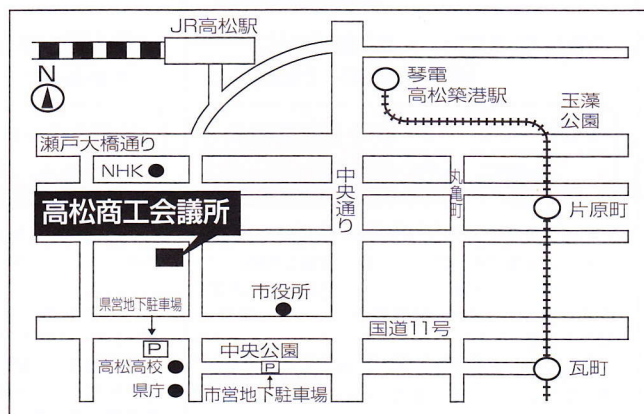 JR高松駅
N
琴電
高松築港駅
玉藻
公園
瀬戸大橋通り
NHK
中央通り
丸亀町
高松商工会議所
片原町
県営地下駐車場
市役所
国道11号
P
中央公園
高松高校
P
瓦町
県庁
市営地下駐車場